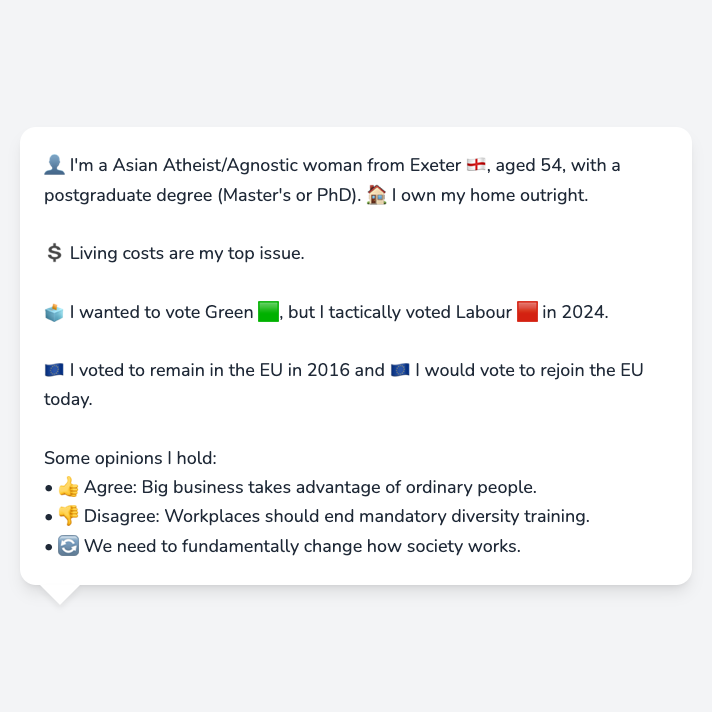 👤 I'm a Asian Atheist/Agnostic woman from Exeter 🏴󠁧󠁢󠁥󠁮󠁧󠁿, aged 54, with a
postgraduate degree (Master's or PhD). 🏠 I own my home outright.
💲 Living costs are my top issue.
🗳️ I wanted to vote Green 🟩, but I tactically voted Labour 🟥 in 2024.
🇪🇺 I voted to remain in the EU in 2016 and 🇪🇺 I would vote to rejoin the EU
today.
Some opinions I hold:
• 👍 Agree: Big business takes advantage of ordinary people.
• 👎 Disagree: Workplaces should end mandatory diversity training.
• 🔄 We need to fundamentally change how society works.